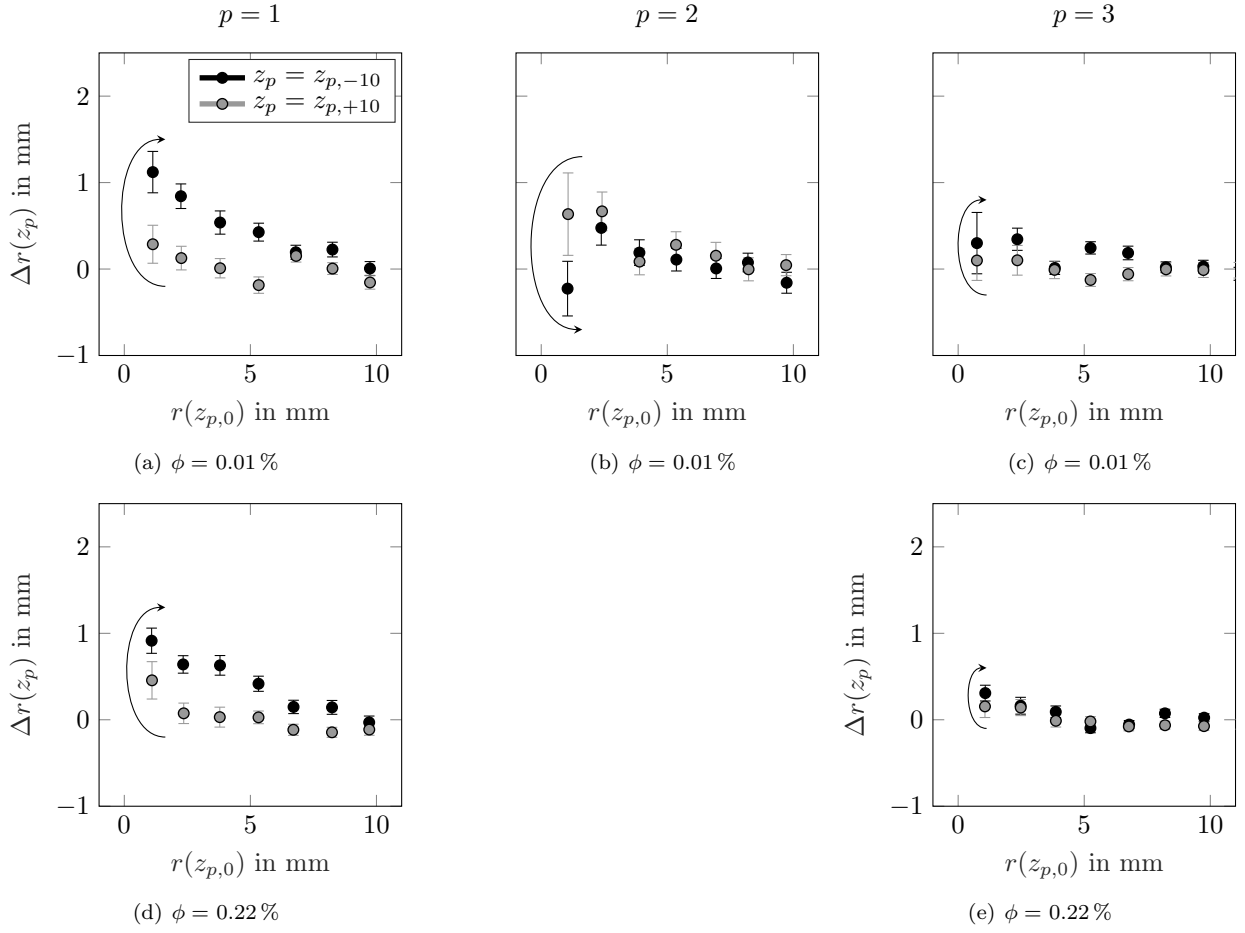 p = 1
p = 2
p = 3
z_p = z_{p,−10}
z_p = z_{p,+10}
Δr(z_p) in mm
2
1
0
−1
0 5 10
0 5 10
0 5 10
r(z_{p,0}) in mm
r(z_{p,0}) in mm
r(z_{p,0}) in mm
(a) ϕ = 0.01 %
(b) ϕ = 0.01 %
(c) ϕ = 0.01 %
Δr(z_p) in mm
2
1
0
−1
0 5 10
r(z_{p,0}) in mm
(d) ϕ = 0.22 %
Δr(z_p) in mm
2
1
0
−1
0 5 10
r(z_{p,0}) in mm
(e) ϕ = 0.22 %